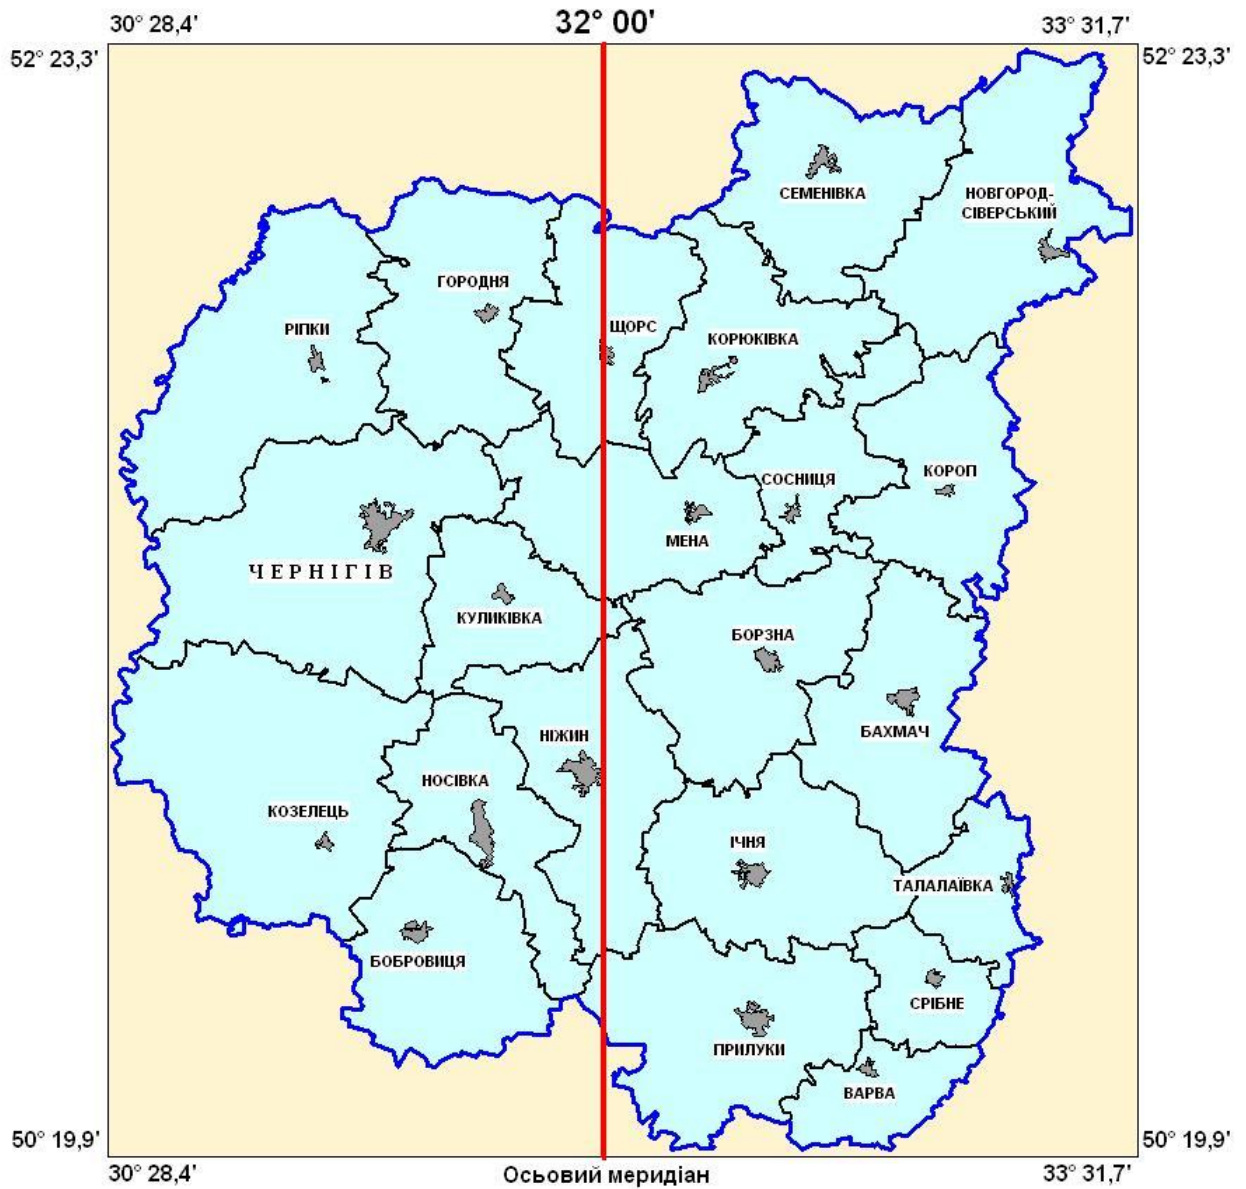 30° 28,4'
32° 00'
33° 31,7'
52° 23,3'
52° 23,3'
СЕМЕНІВКА
НОВГОРОД-
СІВЕРСЬКИЙ
ГОРОДНЯ
РІПКИ
ЩОРС
КОРЮКІВКА
КОРОП
СОСНИЦЯ
МЕНА
ЧЕРНІГІВ
КУЛИКІВКА
БОРЗНА
БАХМАЧ
НІЖИН
НОСІВКА
КОЗЕЛЕЦЬ
ІЧНЯ
ТАЛАЛАЇВКА
БОБРОВИЦЯ
СРІБНЕ
ПРИЛУКИ
ВАРВА
50° 19,9'
50° 19,9'
30° 28,4'
Осьовий меридіан
33° 31,7'